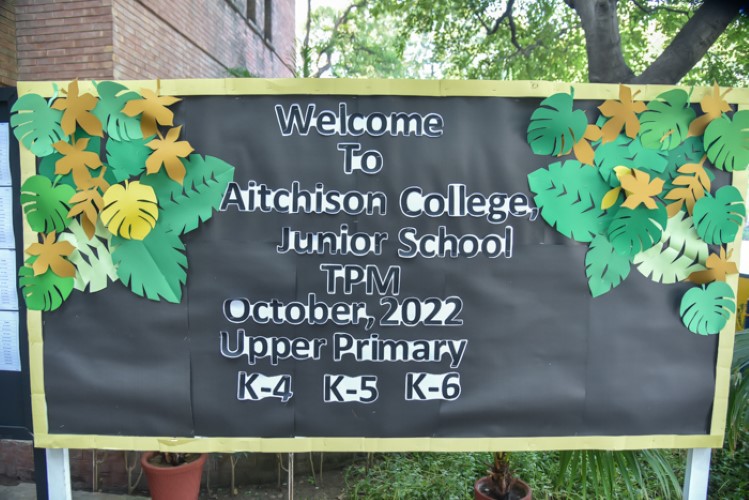 Welcome
To
Aitchison College,
Junior School
TPM
October, 2022
Upper Primary
K-4 K-5 K-6